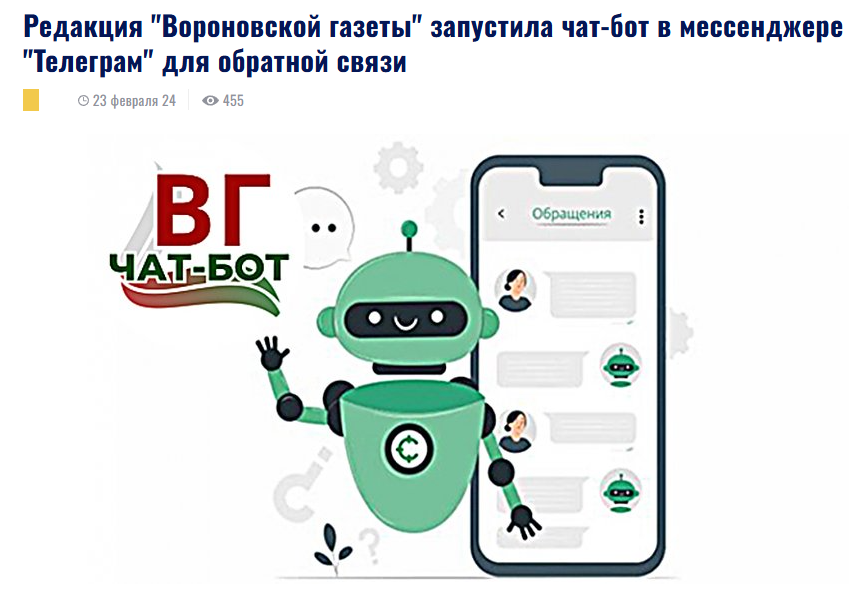 Редакция "Вороновской газеты" запустила чат-бот в мессенджере
"Телеграм" для обратной связи
23 февраля 24
455
ВГ
ЧАТ-БОТ
Обращения